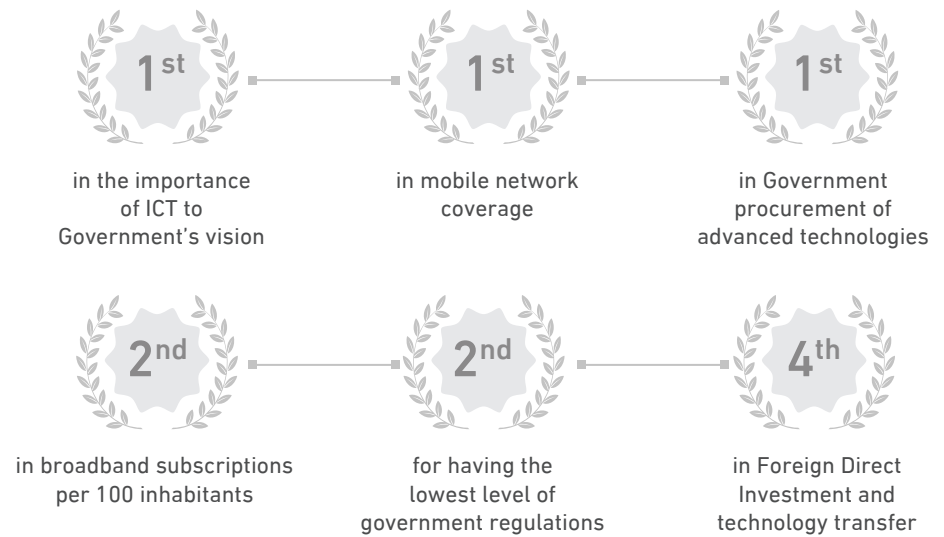 1st
1st
1st
in the importance
of ICT to
Government's vision
in mobile network
coverage
in Government
procurement of
advanced technologies
2nd
2nd
4th
in broadband subscriptions
per 100 inhabitants
for having the
lowest level of
government regulations
in Foreign Direct
Investment and
technology transfer